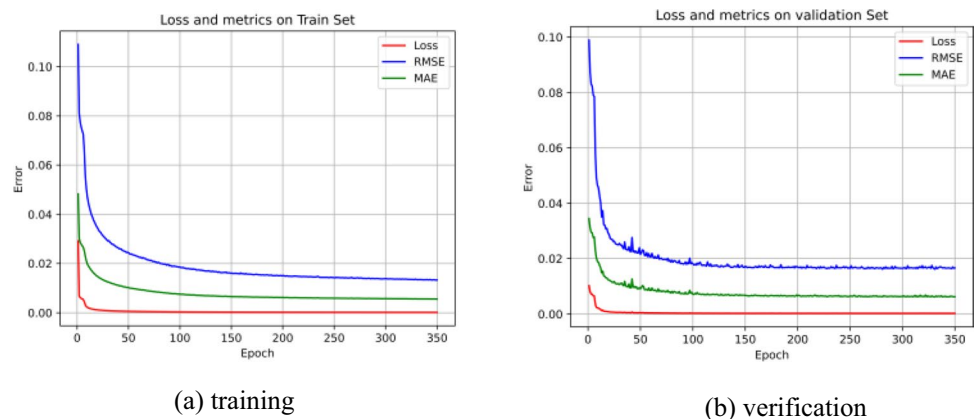 Loss and metrics on Train Set
Loss
RMSE
MAE
0.10
0.08
0.06
0.04
0.02
0.00
Error
0 50 100 150 200 250 300 350
Epoch
(a) training
Loss and metrics on validation Set
Loss
RMSE
MAE
0.10
0.08
0.06
0.04
0.02
0.00
Error
0 50 100 150 200 250 300 350
Epoch
(b) verification